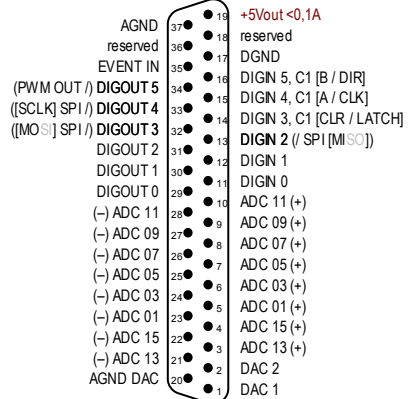 AGND 37 19 +5Vout <0,1A
reserved 36 18 reserved
EVENT IN 35 17 DGND
(PWM OUT /) DIGOUT 5 34 16 DIGIN 5, C1 [B / DIR]
([SCLK] SPI /) DIGOUT 4 33 15 DIGIN 4, C1 [A / CLK]
([MOSI] SPI /) DIGOUT 3 32 14 DIGIN 3, C1 [CLR / LATCH]
DIGOUT 2 31 13 DIGIN 2 (/ SPI [MISO])
DIGOUT 1 30 12 DIGIN 1
DIGOUT 0 29 11 DIGIN 0
(–) ADC 11 28 10 ADC 11 (+)
(–) ADC 09 27 9 ADC 09 (+)
(–) ADC 07 26 8 ADC 07 (+)
(–) ADC 05 25 7 ADC 05 (+)
(–) ADC 03 24 6 ADC 03 (+)
(–) ADC 01 23 5 ADC 01 (+)
(–) ADC 15 22 4 ADC 15 (+)
(–) ADC 13 21 3 ADC 13 (+)
AGND DAC 20 2 DAC 2
1 DAC 1